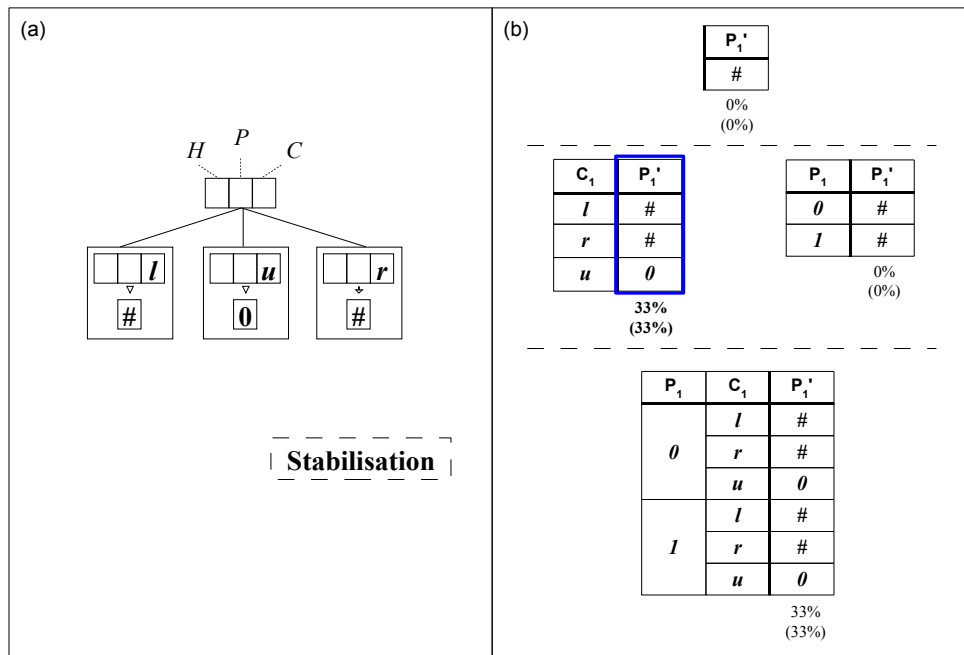 (a)
H P C
l u r
# 0 #
Stabilisation
(b)
P₁'
#
0%
(0%)
C₁ P₁'
l #
r #
u 0
33%
(33%)
P₁ P₁'
0 #
1 #
0%
(0%)
P₁ C₁ P₁'
0 l #
r #
u 0
1 l #
r #
u 0
33%
(33%)